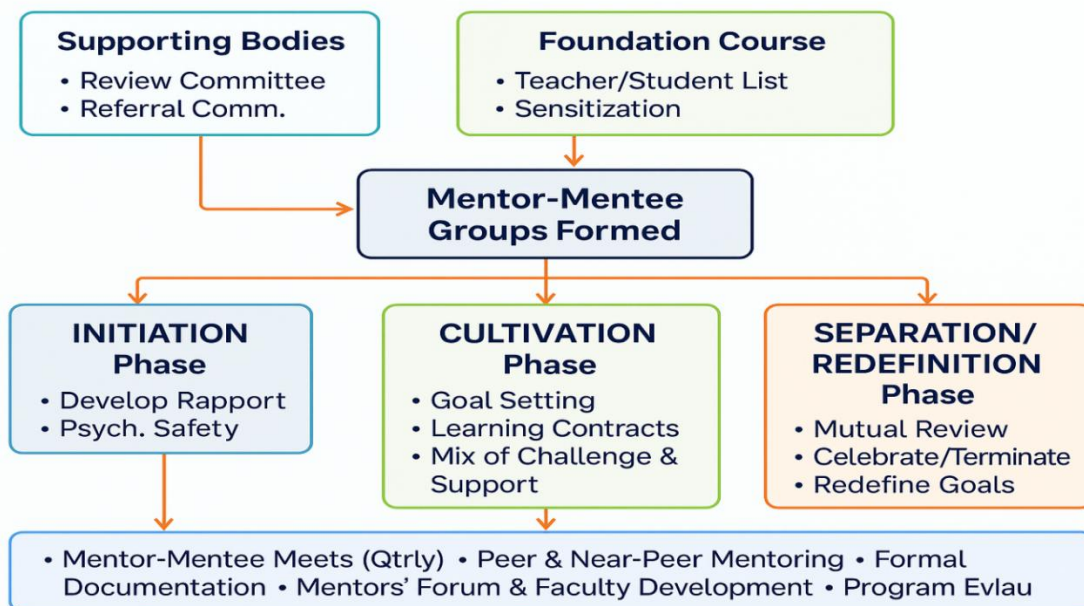 Supporting Bodies
• Review Committee
• Referral Comm.
Foundation Course
• Teacher/Student List
• Sensitization
Mentor-Mentee
Groups Formed
INITIATION
Phase
• Develop Rapport
• Psych. Safety
CULTIVATION
Phase
• Goal Setting
• Learning Contracts
• Mix of Challenge &
Support
SEPARATION/
REDEFINITION
Phase
• Mutual Review
• Celebrate/Terminate
• Redefine Goals
• Mentor-Mentee Meets (Qtrly) • Peer & Near-Peer Mentoring • Formal
Documentation • Mentors' Forum & Faculty Development • Program Evlau